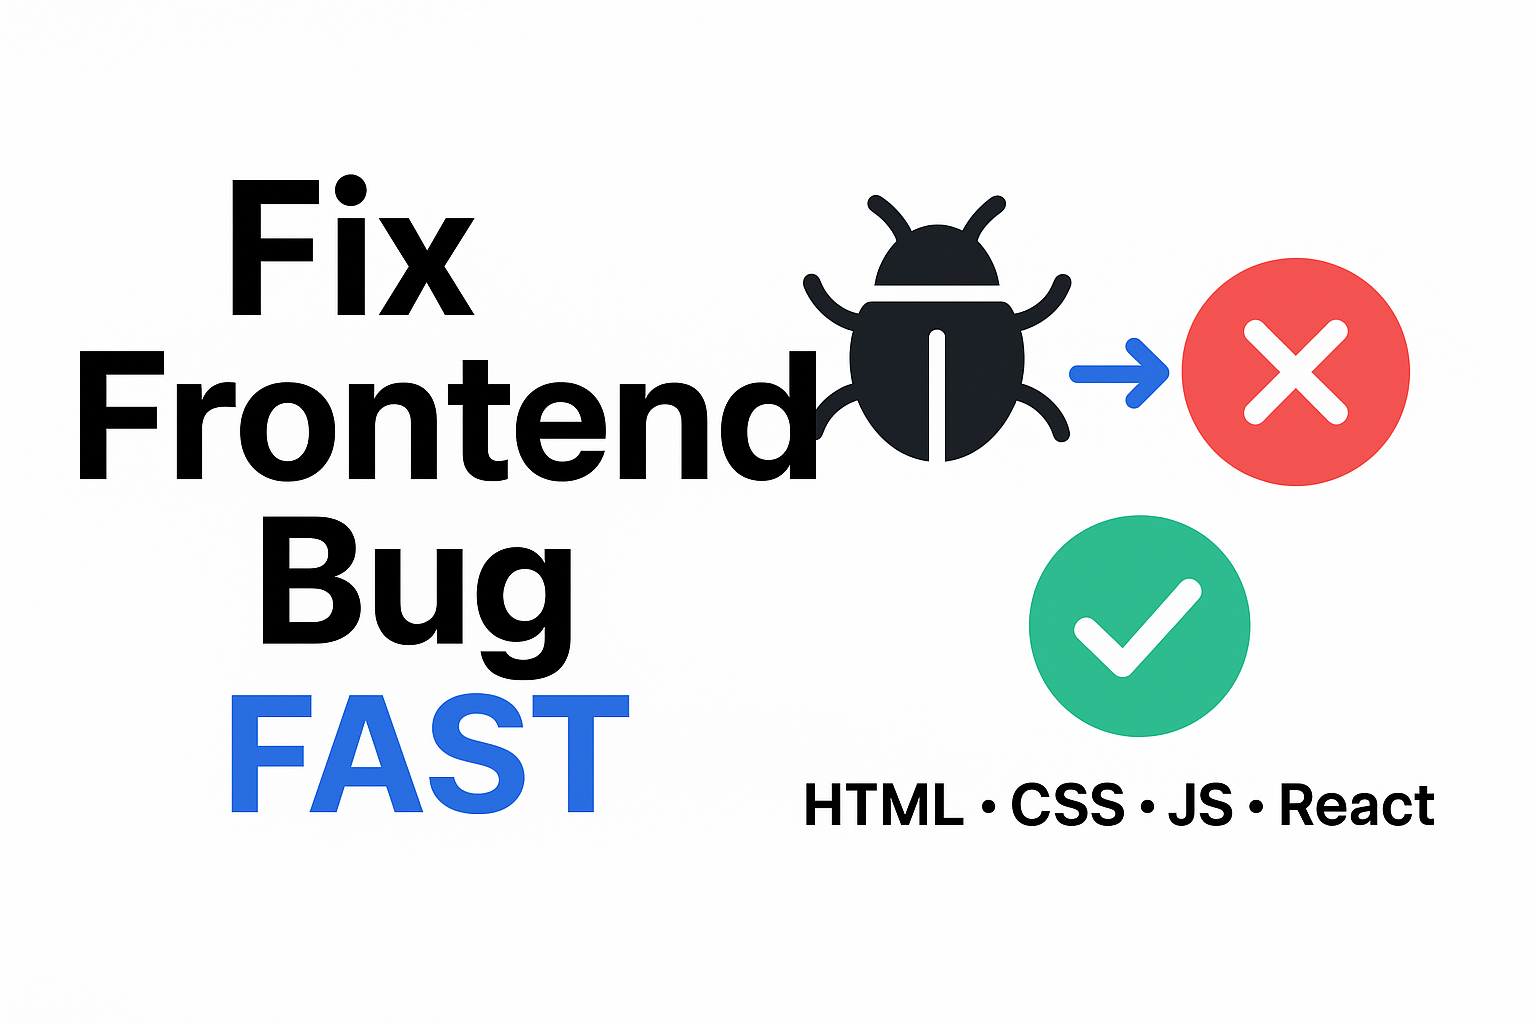 Fix
Frontend
Bug
FAST
HTML • CSS • JS • React